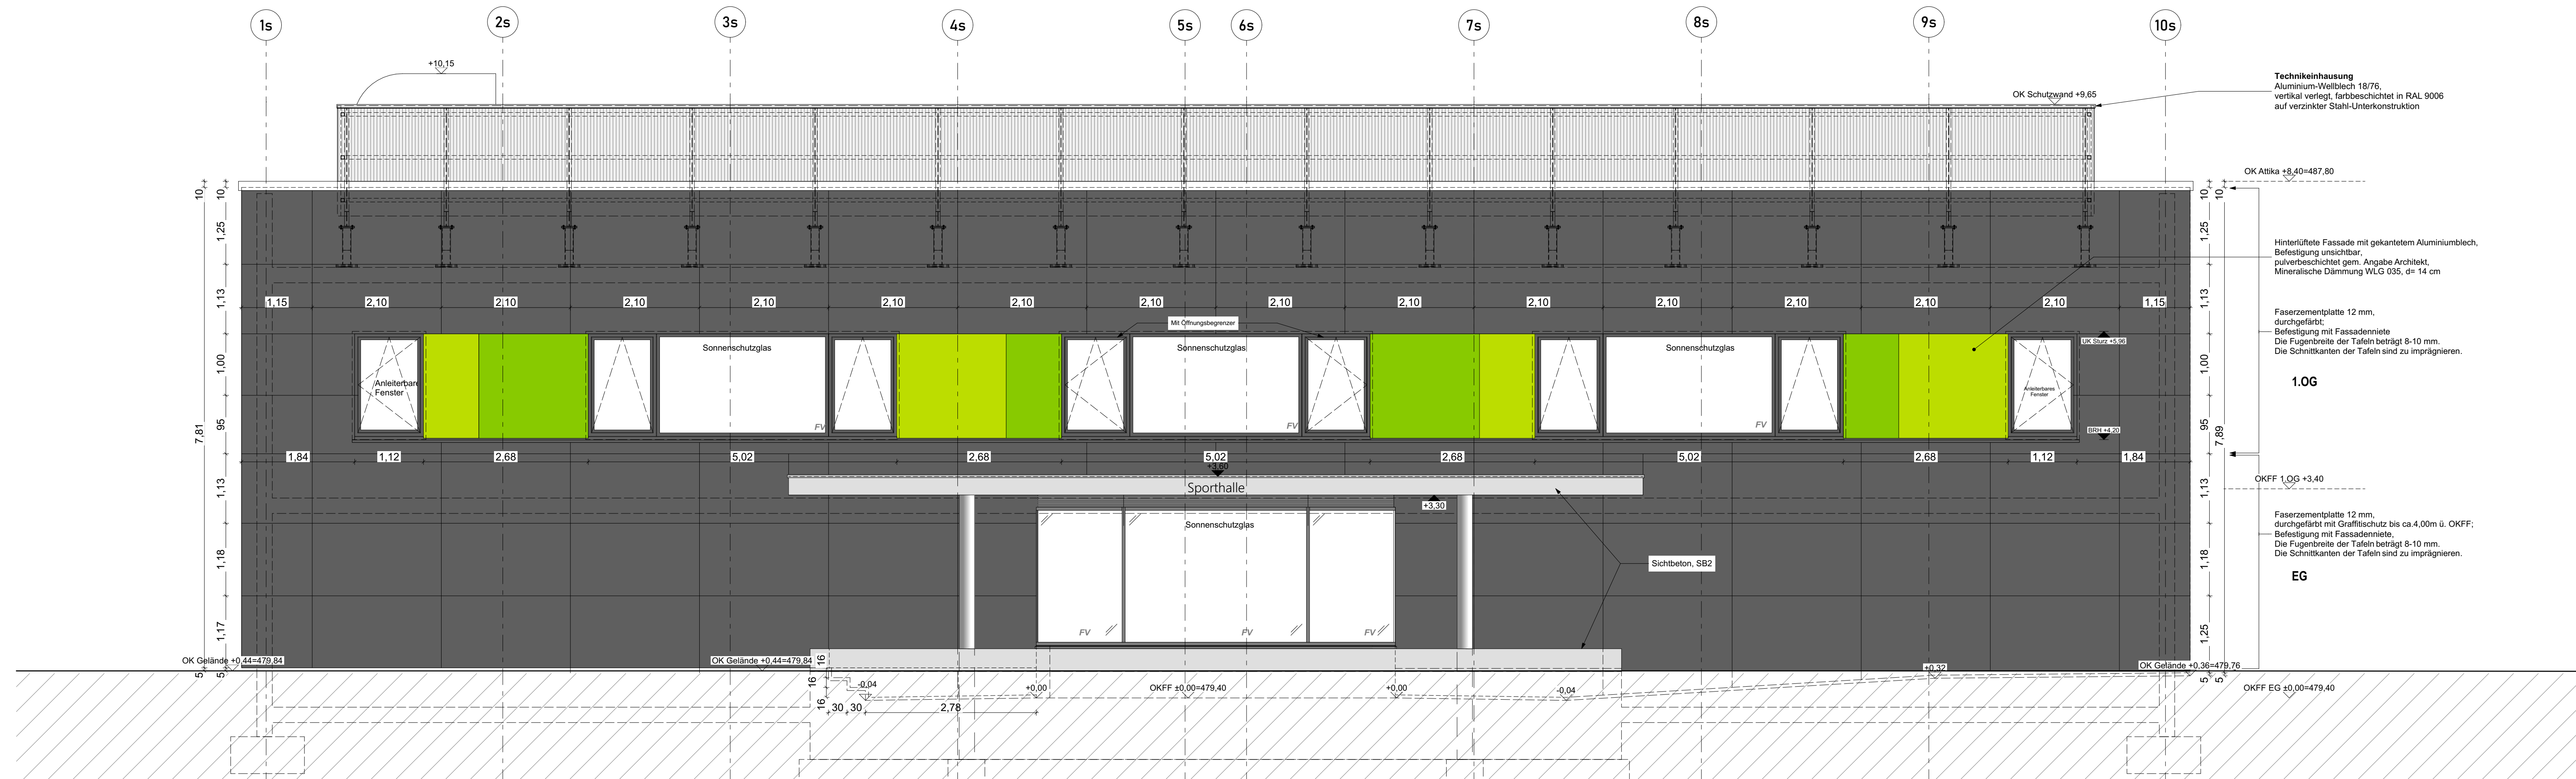 1s
2s
3s
4s
5s
6s
7s
8s
9s
10s
+10,15
OK Schutzwand +9,65
Technikeinhausung
Aluminium-Wellblech 18/76,
vertikal verlegt, farbbeschichtet in RAL 9006
auf verzinkter Stahl-Unterkonstruktion
OK Attika +8,40=487,80
10
10
10
10
1,25
1,25
Hinterlüftete Fassade mit gekantetem Aluminiumblech,
Befestigung unsichtbar,
pulverbeschichtet gem. Angabe Architekt,
Mineralische Dämmung WLG 035, d= 14 cm
1,13
1,15
2,10
2,10
2,10
2,10
2,10
2,10
2,10
2,10
2,10
2,10
2,10
2,10
2,10
2,10
1,15
1,13
Mit Öffnungsbegrenzer
Faserzementplatte 12 mm,
durchgefärbt;
Befestigung mit Fassadenniete
Die Fugenbreite der Tafeln beträgt 8-10 mm.
Die Schnittkanten der Tafeln sind zu imprägnieren.
Sonnenschutzglas
Sonnenschutzglas
Sonnenschutzglas
UK Sturz +5,96
1,00
1,00
Anleiterbare
Fenster
Anleiterbares
Fenster
1.OG
FV
FV
FV
7,81
95
BRH +4,20
95
7,89
1,84
1,12
2,68
5,02
2,68
5,02
2,68
5,02
2,68
1,12
1,84
+3,60
OKFF 1.OG +3,40
1,13
Sporthalle
1,13
+3,30
Faserzementplatte 12 mm,
durchgefärbt mit Graffitischutz bis ca.4,00m ü. OKFF;
Befestigung mit Fassadenniete,
Die Fugenbreite der Tafeln beträgt 8-10 mm.
Die Schnittkanten der Tafeln sind zu imprägnieren.
Sonnenschutzglas
1,18
Sichtbeton, SB2
1,18
EG
1,17
FV
FV
FV
1,25
OK Gelände +0,44=479,84
OK Gelände +0,44=479,84
16
+0,32
OK Gelände +0,36=479,76
5
5
16
-0,04
+0,00
OKFF ±0,00=479,40
+0,00
-0,04
5
5
OKFF EG ±0,00=479,40
16
30
30
2,78